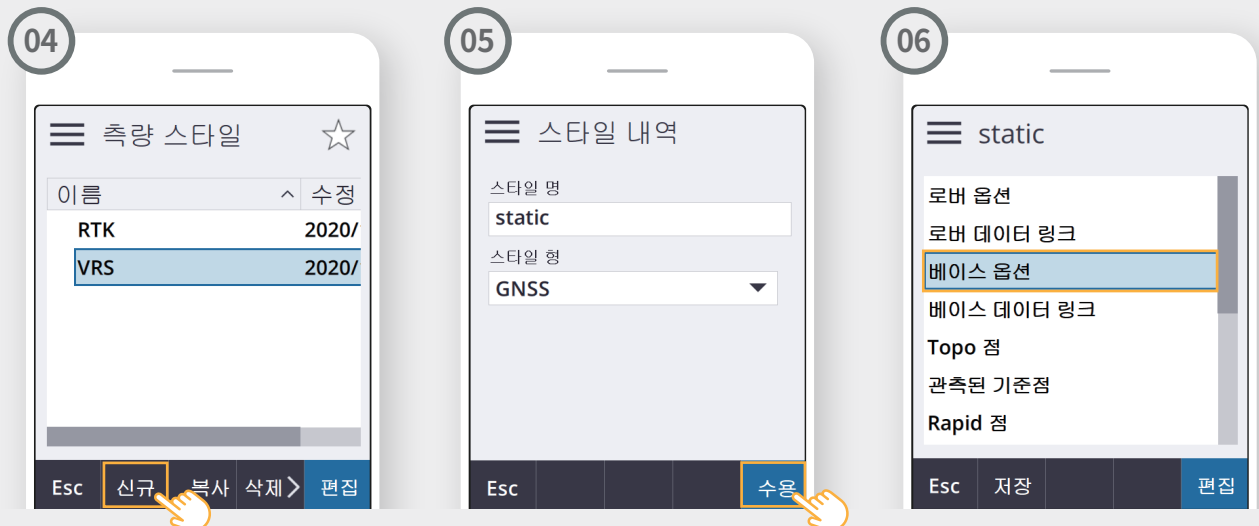 04
측량 스타일
이름 수정
RTK 2020/
VRS 2020/
Esc 신규 복사 삭제 편집
05
스타일 내역
스타일 명
static
스타일 형
GNSS
Esc 수용
06
static
로버 옵션
로버 데이터 링크
베이스 옵션
베이스 데이터 링크
Topo 점
관측된 기준점
Rapid 점
Esc 저장 편집